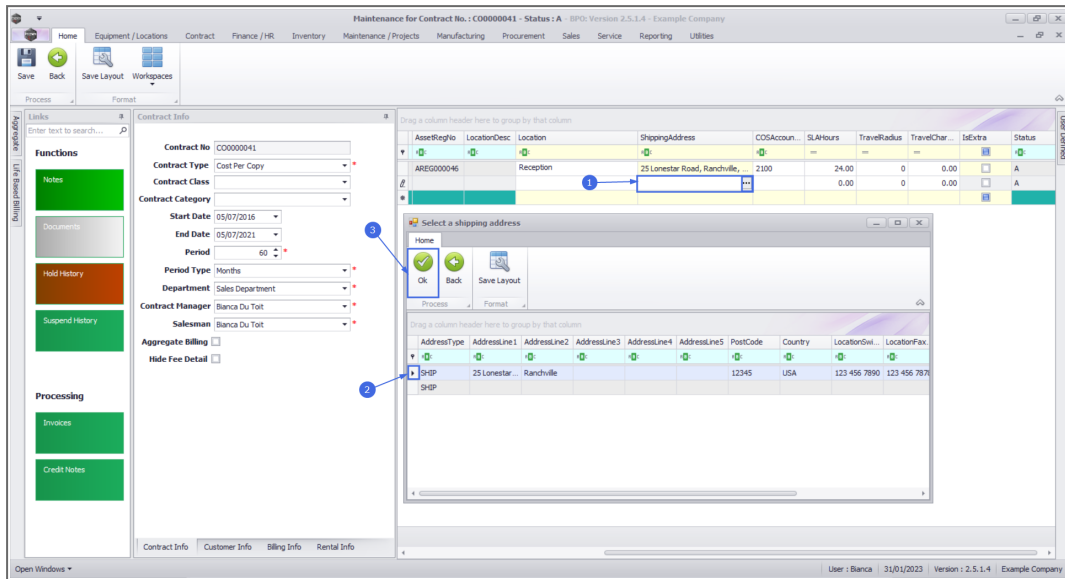 Maintenance for Contract No. : CO0000041 - Status : A - BPO: Version 2.5.1.4 - Example Company
Home Equipment / Locations Contract Finance / HR Inventory Maintenance / Projects Manufacturing Procurement Sales Service Reporting Utilities
Save Back Save Layout Workspaces
Process Format
Aggregate
Life Based Billing
Links
Enter text to search...
Functions
Notes
Documents
Hold History
Suspend History
Processing
Invoices
Credit Notes
Contract Info
Contract No CO0000041
Contract Type Cost Per Copy *
Contract Class
Contract Category
Start Date 05/07/2016
End Date 05/07/2021
Period 60 *
Period Type Months *
Department Sales Department *
Contract Manager Bianca Du Toit *
Salesman Bianca Du Toit *
Aggregate Billing
Hide Fee Detail
Contract Info Customer Info Billing Info Rental Info
Drag a column header here to group by that column
AssetRegNo LocationDesc Location ShippingAddress COSAccoun... SLAHours TravelRadius TravelChar... IsExtra Status
AREG000046 Reception 25 Lonestar Road, Ranchville, ... 2100 24.00 0 0.00 A
1 ... 0.00 0 0.00 A
User Defined
Select a shipping address
Home
3
Ok Back Save Layout
Process Format
Drag a column header here to group by that column
AddressType AddressLine1 AddressLine2 AddressLine3 AddressLine4 AddressLine5 PostCode Country LocationSwi... LocationFax...
2
SHIP 25 Lonestar... Ranchville 12345 USA 123 456 7890 123 456 787
SHIP
Open Windows
User : Bianca 31/01/2023 Version : 2.5.1.4 Example Company